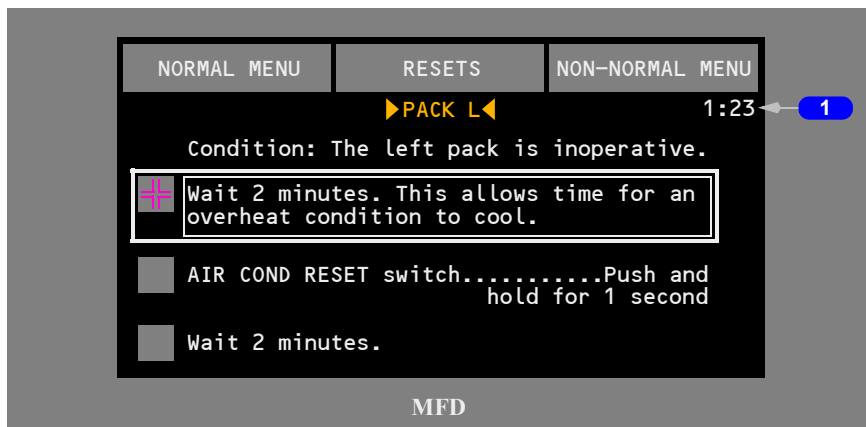 NORMAL MENU RESETS NON-NORMAL MENU
PACK L 1:23 1
Condition: The left pack is inoperative.
Wait 2 minutes. This allows time for an
overheat condition to cool.
AIR COND RESET switch...........Push and
hold for 1 second
Wait 2 minutes.
MFD